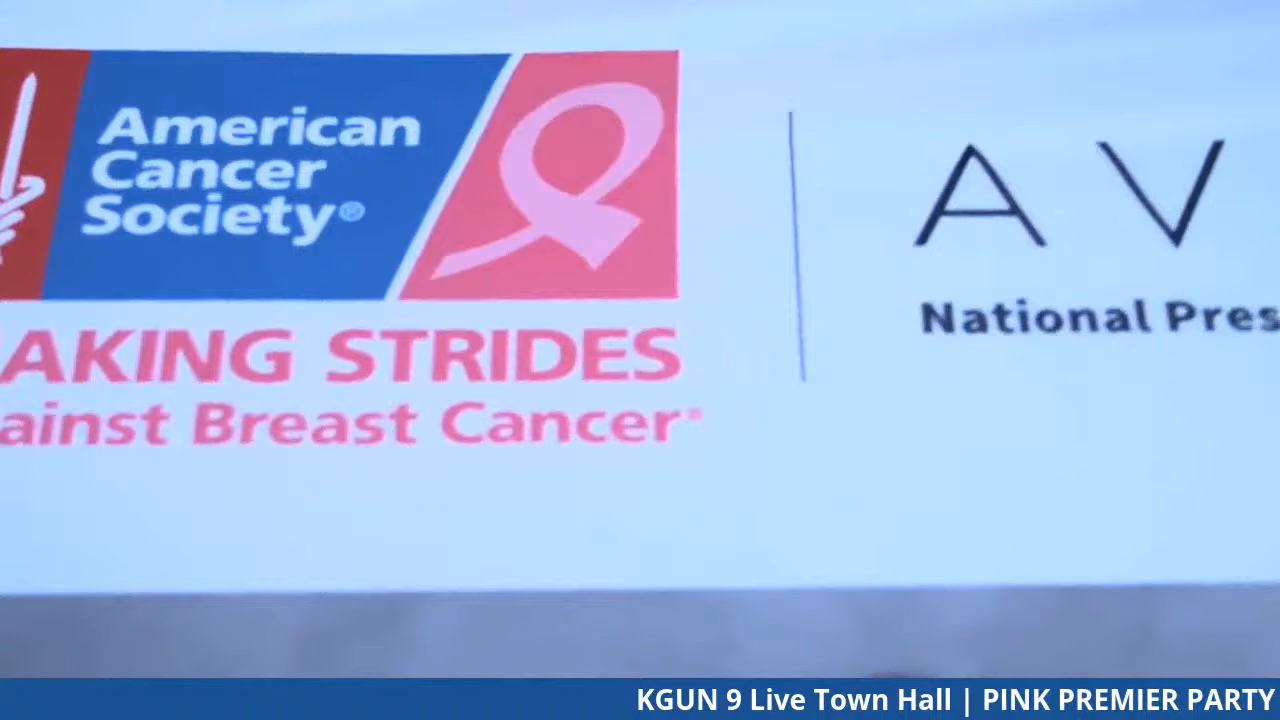 American
Cancer
Society®
AKING STRIDES
ainst Breast Cancer
A V
National Pres
KGUN 9 Live Town Hall | PINK PREMIER PARTY